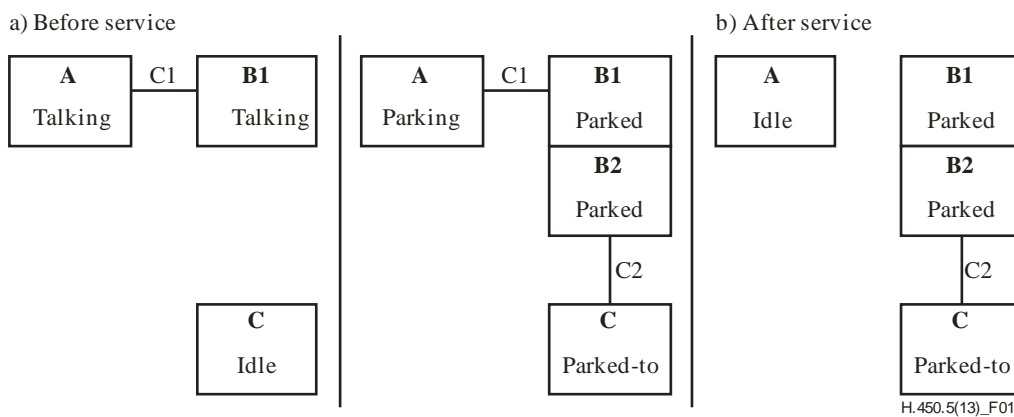 a) Before service
b) After service
A
Talking
C1
B1
Talking
C
Idle
A
Parking
C1
B1
Parked
B2
Parked
C2
C
Parked-to
A
Idle
B1
Parked
B2
Parked
C2
C
Parked-to
H.450.5(13)_F01